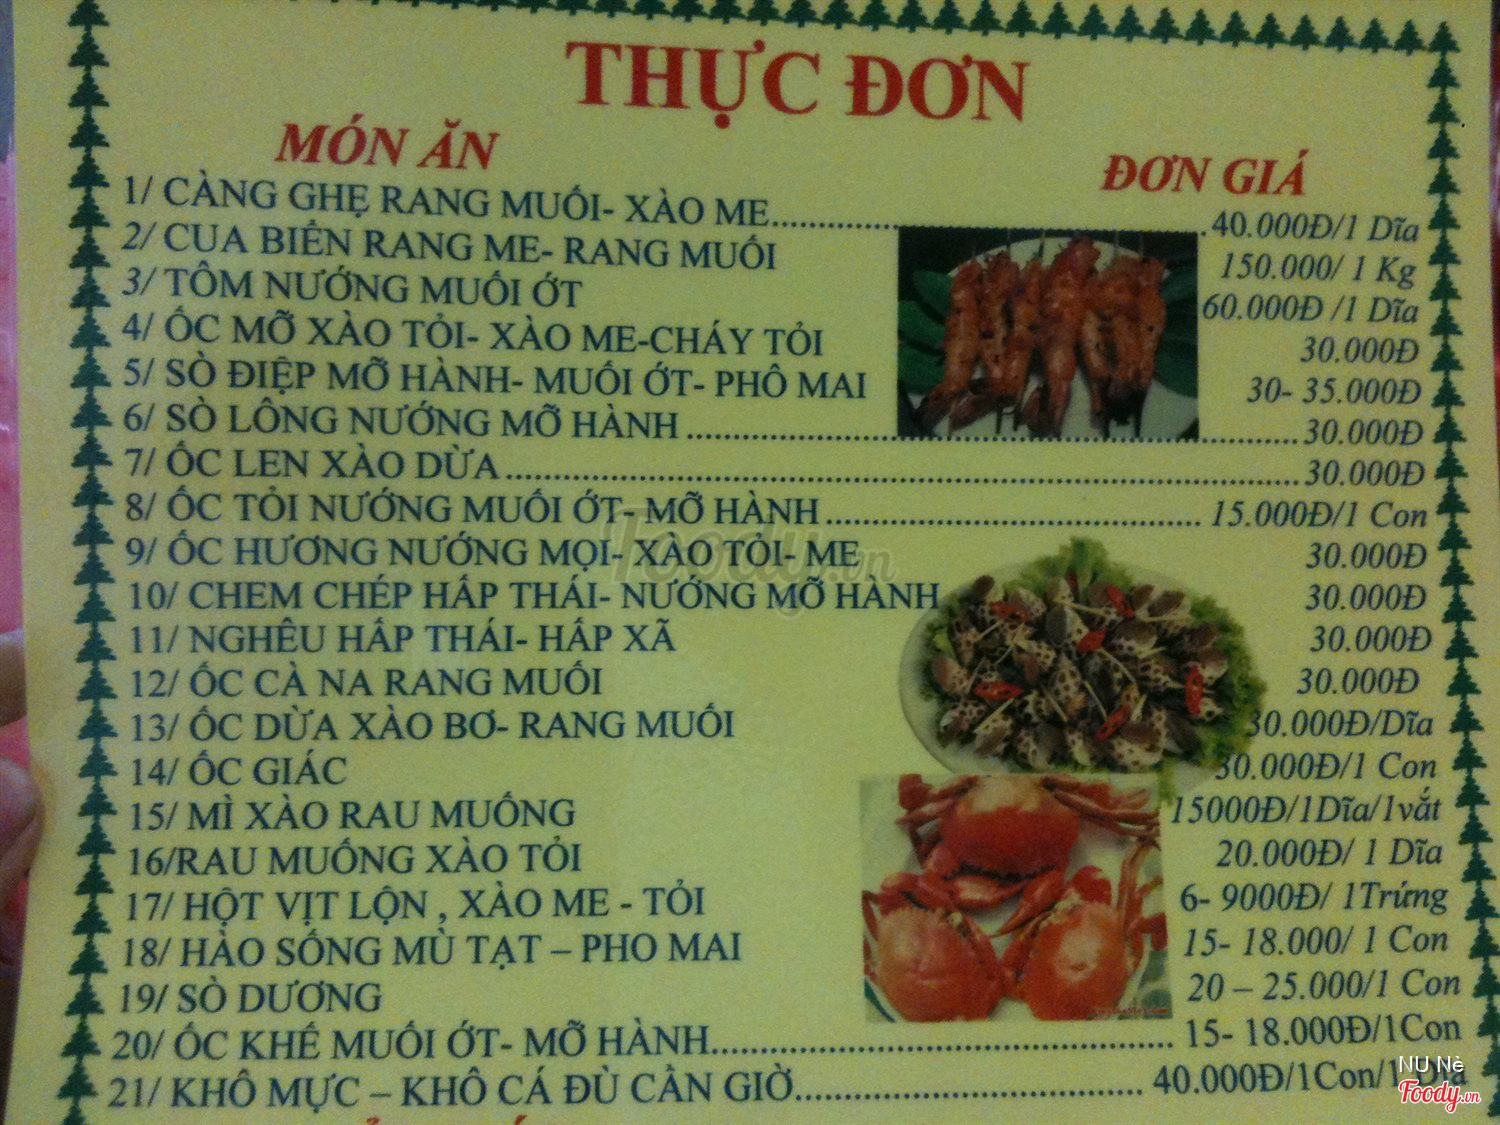 THỰC ĐƠN
MÓN ĂN ĐƠN GIÁ
1/ CÀNG GHẸ RANG MUỐI- XÀO ME..........40.000Đ/1 Dĩa
2/ CUA BIỂN RANG ME- RANG MUỐI 150.000/ 1 Kg
3/ TÔM NƯỚNG MUỐI ỚT 60.000Đ /1 Dĩa
4/ ỐC MỠ XÀO TỎI- XÀO ME-CHÁY TỎI 30.000Đ
5/ SÒ ĐIỆP MỠ HÀNH- MUỐI ỚT- PHÔ MAI 30- 35.000Đ
6/ SÒ LÔNG NƯỚNG MỠ HÀNH..........30.000Đ
7/ ỐC LEN XÀO DỪA..........30.000Đ
8/ ỐC TỎI NƯỚNG MUỐI ỚT- MỠ HÀNH.......... 15.000Đ/1 Con
9/ ỐC HƯƠNG NƯỚNG MỌI- XÀO TỎI- ME 30.000Đ
10/ CHEM CHÉP HẤP THÁI- NƯỚNG MỠ HÀNH 30.000Đ
11/ NGHÊU HẤP THÁI- HẤP XÃ 30.000Đ
12/ ỐC CÀ NA RANG MUỐI 30.000Đ
13/ ỐC DỪA XÀO BƠ- RANG MUỐI 30.000Đ/Dĩa
14/ ỐC GIÁC 30.000Đ/1 Con
15/ MÌ XÀO RAU MUỐNG 15000Đ/1Dĩa/1vắt
16/RAU MUỐNG XÀO TỎI 20.000Đ/ 1 Dĩa
17/ HỘT VỊT LỘN , XÀO ME - TỎI 6- 9000Đ/ 1Trứng
18/ HÀO SỐNG MÙ TẠT – PHO MAI 15- 18.000/ 1 Con
19/ SÒ DƯƠNG 20 – 25.000/1 Con
20/ ỐC KHẾ MUỐI ỚT- MỠ HÀNH.......... 15- 18.000Đ/1Con
21/ KHÔ MỰC – KHÔ CÁ ĐÙ CẦN GIỜ.......... 40.000Đ/1Con/1 Dĩa
Foody.vn
NU Nè
Foody.vn